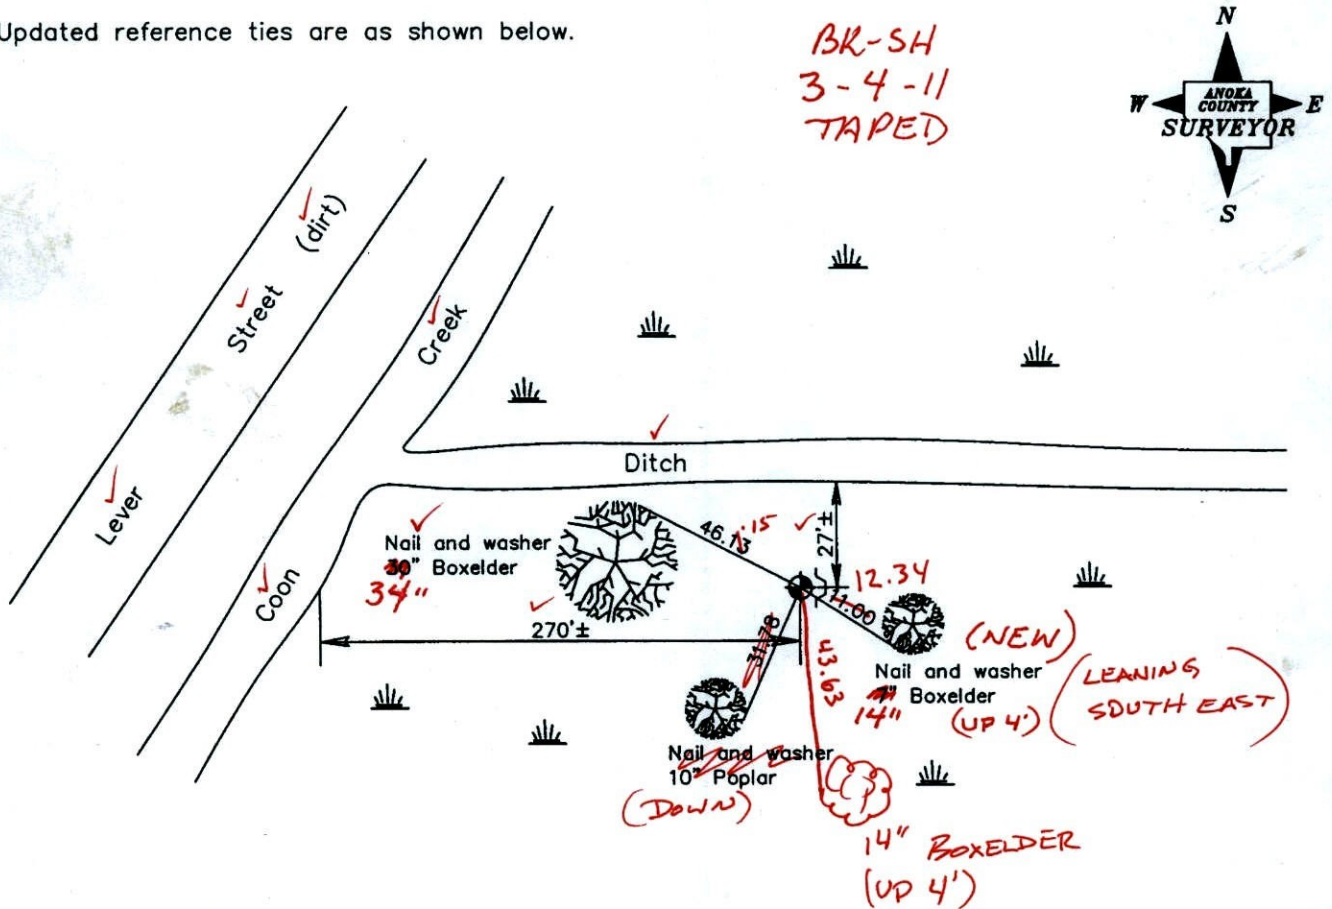 Updated reference ties are as shown below.
BK-SH
3-4-11
TAPED
N
W
E
S
ANOKA
COUNTY
SURVEYOR
Lever Street (dirt)
Coon Creek
Ditch
Nail and washer
30" Boxelder
34"
46.13
.15
27'±
12.34
11.00
270'±
31.78
43.63
(NEW)
Nail and washer
Boxelder
14"
(UP 4')
(LEANING
SOUTH EAST)
Nail and washer
10" Poplar
(DOWN)
14" BOXELDER
(UP 4')